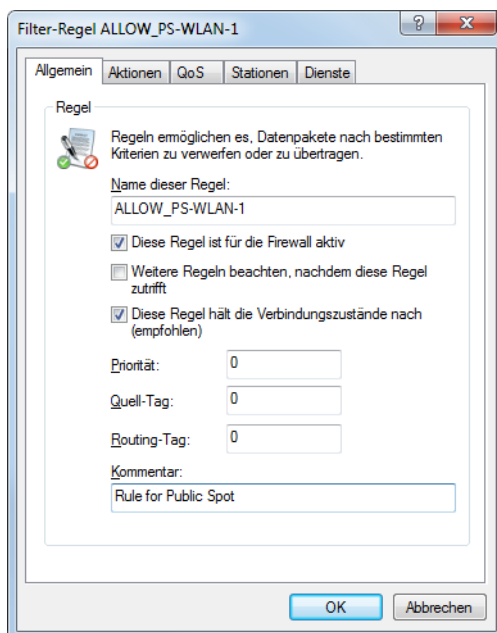 Filter-Regel ALLOW_PS-WLAN-1
?
Allgemein Aktionen QoS Stationen Dienste
Regel
Regeln ermöglichen es, Datenpakete nach bestimmten
Kriterien zu verwerfen oder zu übertragen.
Name dieser Regel:
ALLOW_PS-WLAN-1
Diese Regel ist für die Firewall aktiv
Weitere Regeln beachten, nachdem diese Regel
zutrifft
Diese Regel hält die Verbindungszustände nach
(empfohlen)
Priorität: 0
Quell-Tag: 0
Routing-Tag: 0
Kommentar:
Rule for Public Spot
OK Abbrechen